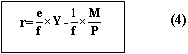 r = e/f × Y - 1/f × M/P (4)